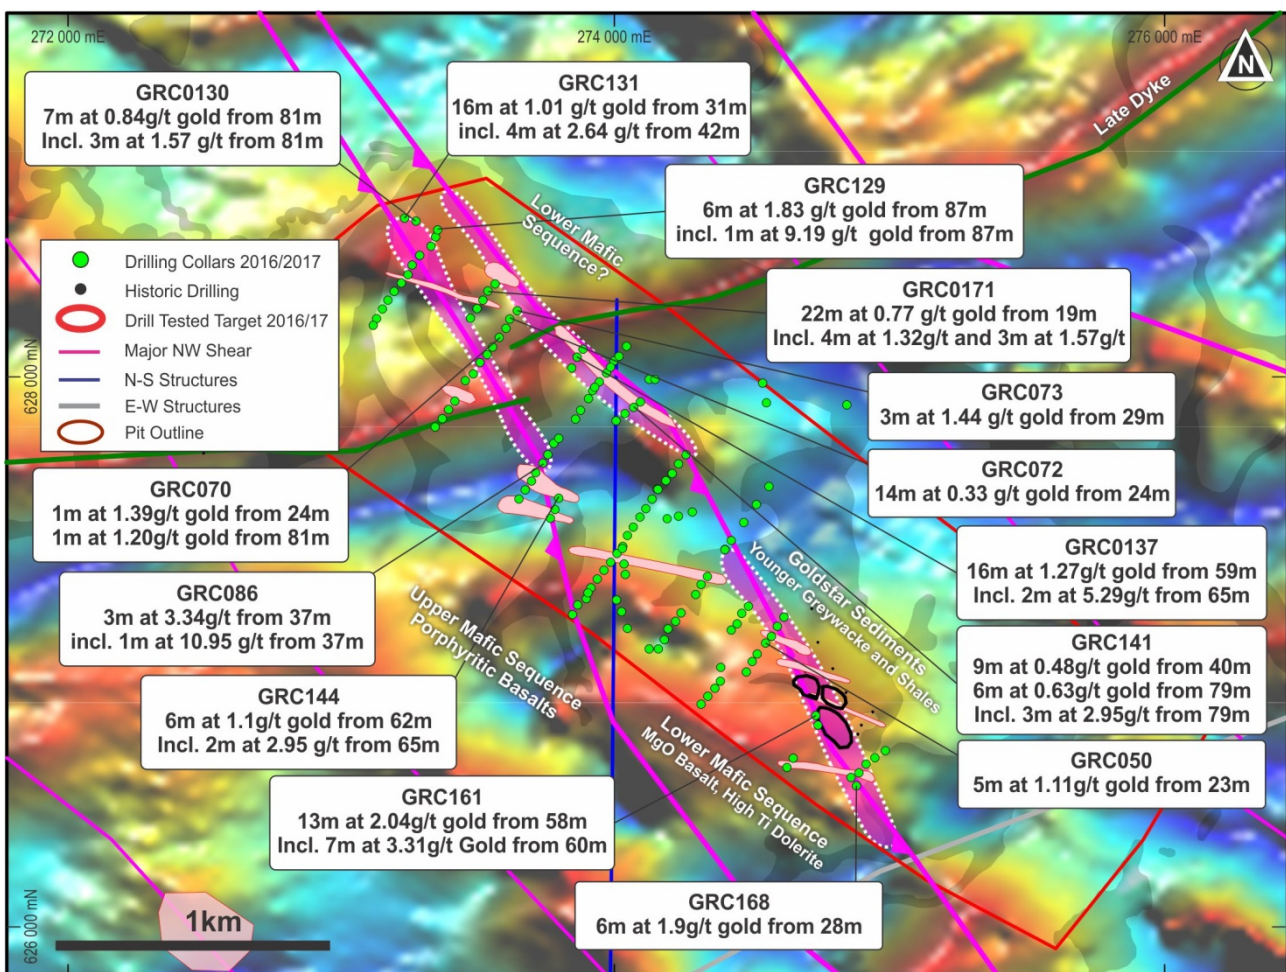 272 000 mE
274 000 mE
276 000 mE
N
GRC0130
7m at 0.84g/t gold from 81m
Incl. 3m at 1.57 g/t from 81m
GRC131
16m at 1.01 g/t gold from 31m
incl. 4m at 2.64 g/t from 42m
Late Dyke
GRC129
6m at 1.83 g/t gold from 87m
incl. 1m at 9.19 g/t gold from 87m
Lower Mafic
Sequence?
Drilling Collars 2016/2017
Historic Drilling
Drill Tested Target 2016/17
Major NW Shear
N-S Structures
E-W Structures
Pit Outline
628 000 mN
GRC0171
22m at 0.77 g/t gold from 19m
Incl. 4m at 1.32g/t and 3m at 1.57g/t
GRC073
3m at 1.44 g/t gold from 29m
GRC072
14m at 0.33 g/t gold from 24m
GRC070
1m at 1.39g/t gold from 24m
1m at 1.20g/t gold from 81m
GRC0137
16m at 1.27g/t gold from 59m
Incl. 2m at 5.29g/t from 65m
GRC086
3m at 3.34g/t from 37m
incl. 1m at 10.95 g/t from 37m
Upper Mafic Sequence
Porphyritic Basalts
Goldstar Sediments
Younger Greywacke and Shales
GRC141
9m at 0.48g/t gold from 40m
6m at 0.63g/t gold from 79m
Incl. 3m at 2.95g/t from 79m
GRC144
6m at 1.1g/t gold from 62m
Incl. 2m at 2.95 g/t from 65m
GRC050
5m at 1.11g/t gold from 23m
Lower Mafic Sequence
MgO Basalt, High Ti Dolerite
GRC161
13m at 2.04g/t gold from 58m
Incl. 7m at 3.31g/t Gold from 60m
GRC168
6m at 1.9g/t gold from 28m
626 000 mN
1km